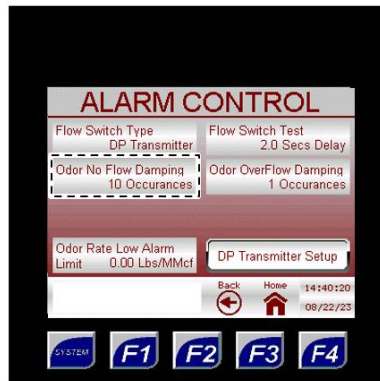 ALARM CONTROL
Flow Switch Type
DP Transmitter
Flow Switch Test
2.0 Secs Delay
Odor No Flow Damping
10 Occurances
Odor OverFlow Damping
1 Occurances
Odor Rate Low Alarm
Limit 0.00 Lbs/MMcf
DP Transmitter Setup
Back
Home
14:40:20
08/22/23
SYSTEM
F1
F2
F3
F4